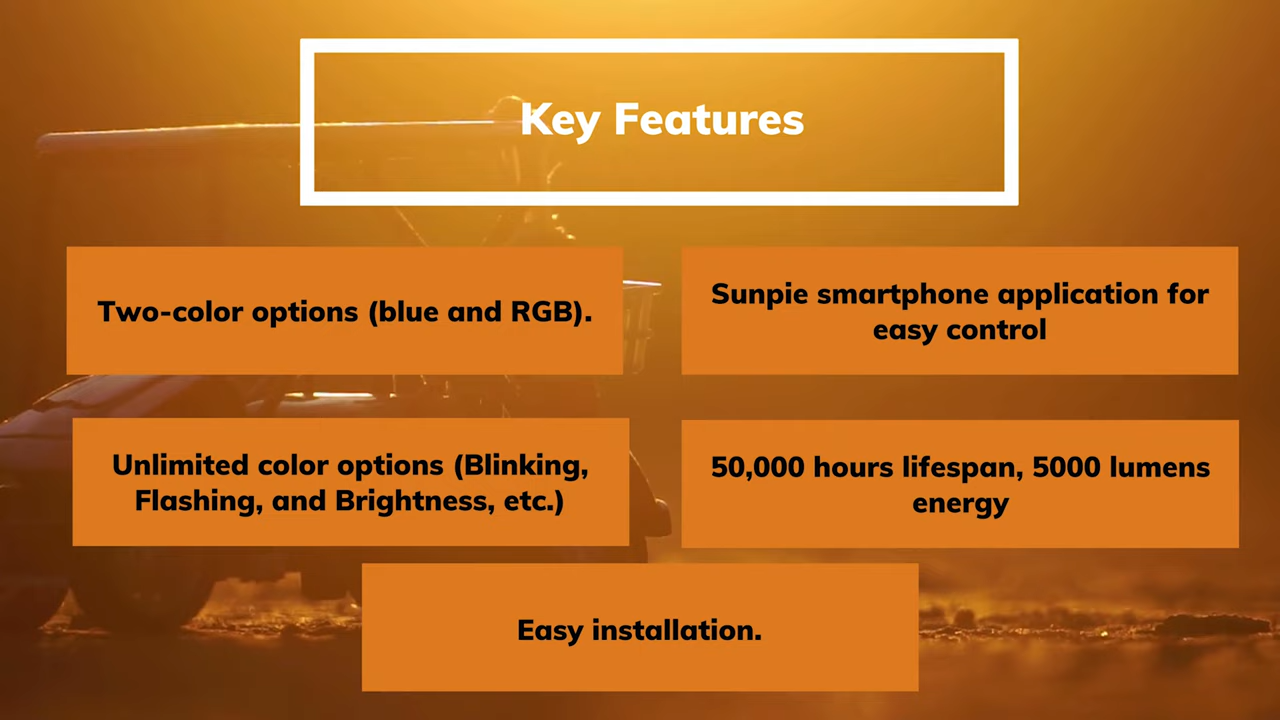 Key Features
Two-color options (blue and RGB).
Sunpie smartphone application for
easy control
Unlimited color options (Blinking,
Flashing, and Brightness, etc.)
50,000 hours lifespan, 5000 lumens
energy
Easy installation.